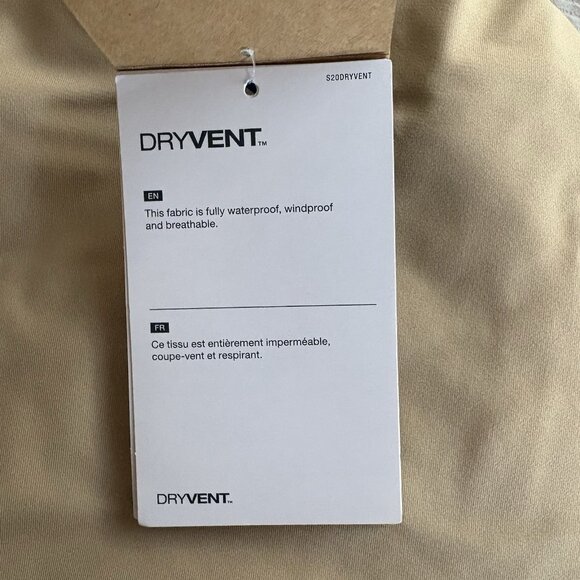 S20DRYVENT
DRYVENT™
EN
This fabric is fully waterproof, windproof
and breathable.
FR
Ce tissu est entièrement imperméable,
coupe-vent et respirant.
DRYVENT™